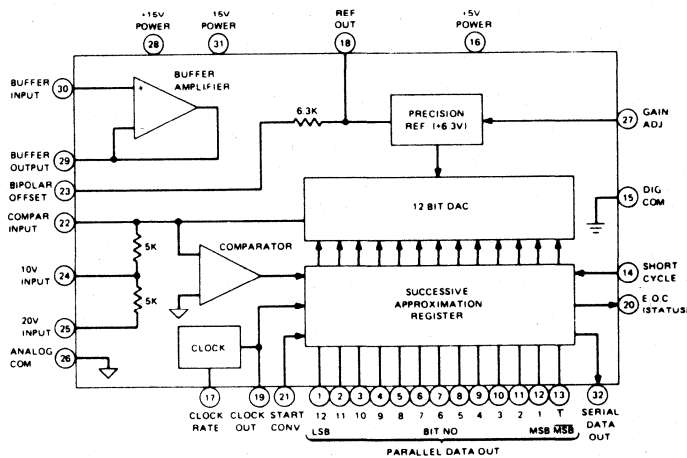 +15V
POWER
28
15V
POWER
31
REF
OUT
18
+5V
POWER
16
BUFFER
INPUT
30
BUFFER
AMPLIFIER
+
-
6.3K
PRECISION
REF (+6.3V)
27
GAIN
ADJ
BUFFER
OUTPUT
29
BIPOLAR
OFFSET
23
12 BIT DAC
15
DIG
COM
COMPAR
INPUT
22
5K
COMPARATOR
10V
INPUT
24
5K
SUCCESSIVE
APPROXIMATION
REGISTER
14
SHORT
CYCLE
20
E O.C
(STATUS)
20V
INPUT
25
ANALOG
COM
26
CLOCK
17 19 21 1 2 3 4 5 6 7 8 9 10 11 12 13 32
CLOCK
RATE
CLOCK
OUT
START
CONV
12 11 10 9 8 7 6 5 4 3 2 1 1
LSB BIT NO MSB MSB
SERIAL
DATA
OUT
PARALLEL DATA OUT